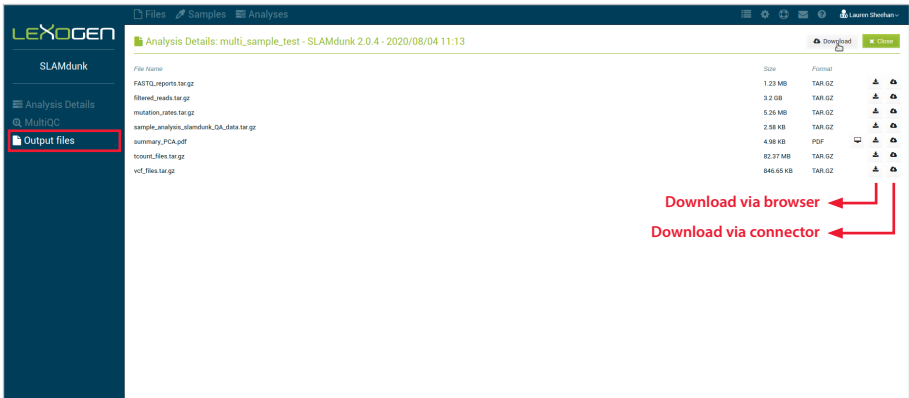 Files Samples Analyses Lauren Sheehan
LEXOGEN
Analysis Details: multi_sample_test - SLAMdunk 2.0.4 - 2020/08/04 11:13 Download Close
SLAMdunk
File Name Size Format
FASTQ_reports.tar.gz 1.23 MB TAR.GZ
filtered_reads.tar.gz 3.2 GB TAR.GZ
Analysis Details
mutation_rates.tar.gz 5.26 MB TAR.GZ
MultiQC
sample_analysis_slamdunk_QA_data.tar.gz 2.58 KB TAR.GZ
Output files
summary_PCA.pdf 4.98 KB PDF
tcount_files.tar.gz 82.37 MB TAR.GZ
vcf_files.tar.gz 846.65 KB TAR.GZ
Download via browser
Download via connector